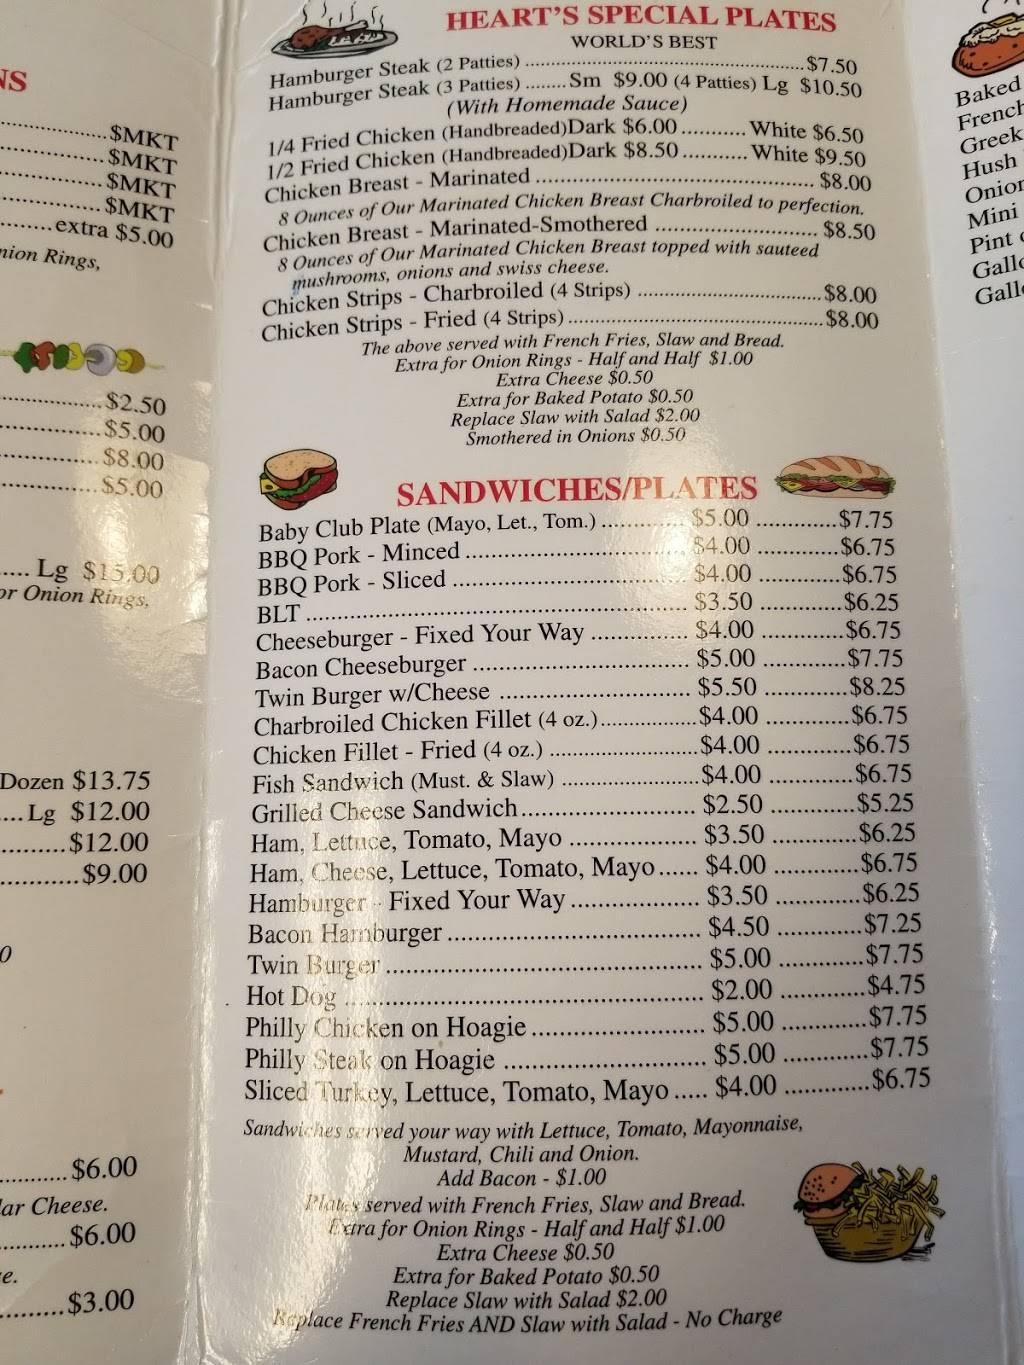 NS
$MKT
$MKT
$MKT
$MKT
extra $5.00
nion Rings,
$2.50
$5.00
$8.00
$5.00
Lg $15.00
or Onion Rings,
Dozen $13.75
Lg $12.00
$12.00
$9.00
0
$6.00
lar Cheese.
$6.00
e.
$3.00
HEART'S SPECIAL PLATES
WORLD'S BEST
Hamburger Steak (2 Patties) ........ $7.50
Hamburger Steak (3 Patties) ........ Sm $9.00 (4 Patties) Lg $10.50
(With Homemade Sauce)
1/4 Fried Chicken (Handbreaded)Dark $6.00 ........... White $6.50
1/2 Fried Chicken (Handbreaded)Dark $8.50 ........... White $9.50
Chicken Breast - Marinated ........ $8.00
8 Ounces of Our Marinated Chicken Breast Charbroiled to perfection.
Chicken Breast - Marinated-Smothered ........ $8.50
8 Ounces of Our Marinated Chicken Breast topped with sauteed
mushrooms, onions and swiss cheese.
Chicken Strips - Charbroiled (4 Strips) ........ $8.00
Chicken Strips - Fried (4 Strips) ........ $8.00
The above served with French Fries, Slaw and Bread.
Extra for Onion Rings - Half and Half $1.00
Extra Cheese $0.50
Extra for Baked Potato $0.50
Replace Slaw with Salad $2.00
Smothered in Onions $0.50
SANDWICHES/PLATES
Baby Club Plate (Mayo, Let., Tom.) ........ $5.00 ........ $7.75
BBQ Pork - Minced ........ $4.00 ........ $6.75
BBQ Pork - Sliced ........ $4.00 ........ $6.75
BLT ........ $3.50 ........ $6.25
Cheeseburger - Fixed Your Way ........ $4.00 ........ $6.75
Bacon Cheeseburger ........ $5.00 ........ $7.75
Twin Burger w/Cheese ........ $5.50 ........ $8.25
Charbroiled Chicken Fillet (4 oz.) ........ $4.00 ........ $6.75
Chicken Fillet - Fried (4 oz.) ........ $4.00 ........ $6.75
Fish Sandwich (Must. & Slaw) ........ $4.00 ........ $6.75
Grilled Cheese Sandwich ........ $2.50 ........ $5.25
Ham, Lettuce, Tomato, Mayo ........ $3.50 ........ $6.25
Ham, Cheese, Lettuce, Tomato, Mayo ...... $4.00 ........ $6.75
Hamburger - Fixed Your Way ........ $3.50 ........ $6.25
Bacon Hamburger ........ $4.50 ........ $7.25
Twin Burger ........ $5.00 ........ $7.75
Hot Dog ........ $2.00 ........ $4.75
Philly Chicken on Hoagie ........ $5.00 ........ $7.75
Philly Steak on Hoagie ........ $5.00 ........ $7.75
Sliced Turkey, Lettuce, Tomato, Mayo ..... $4.00 ........ $6.75
Sandwiches served your way with Lettuce, Tomato, Mayonnaise,
Mustard, Chili and Onion.
Add Bacon - $1.00
Plates served with French Fries, Slaw and Bread.
Extra for Onion Rings - Half and Half $1.00
Extra Cheese $0.50
Extra for Baked Potato $0.50
Replace Slaw with Salad $2.00
Replace French Fries AND Slaw with Salad - No Charge
Baked
French
Greek
Hush
Onion
Mini
Pint
Gallo
Gall